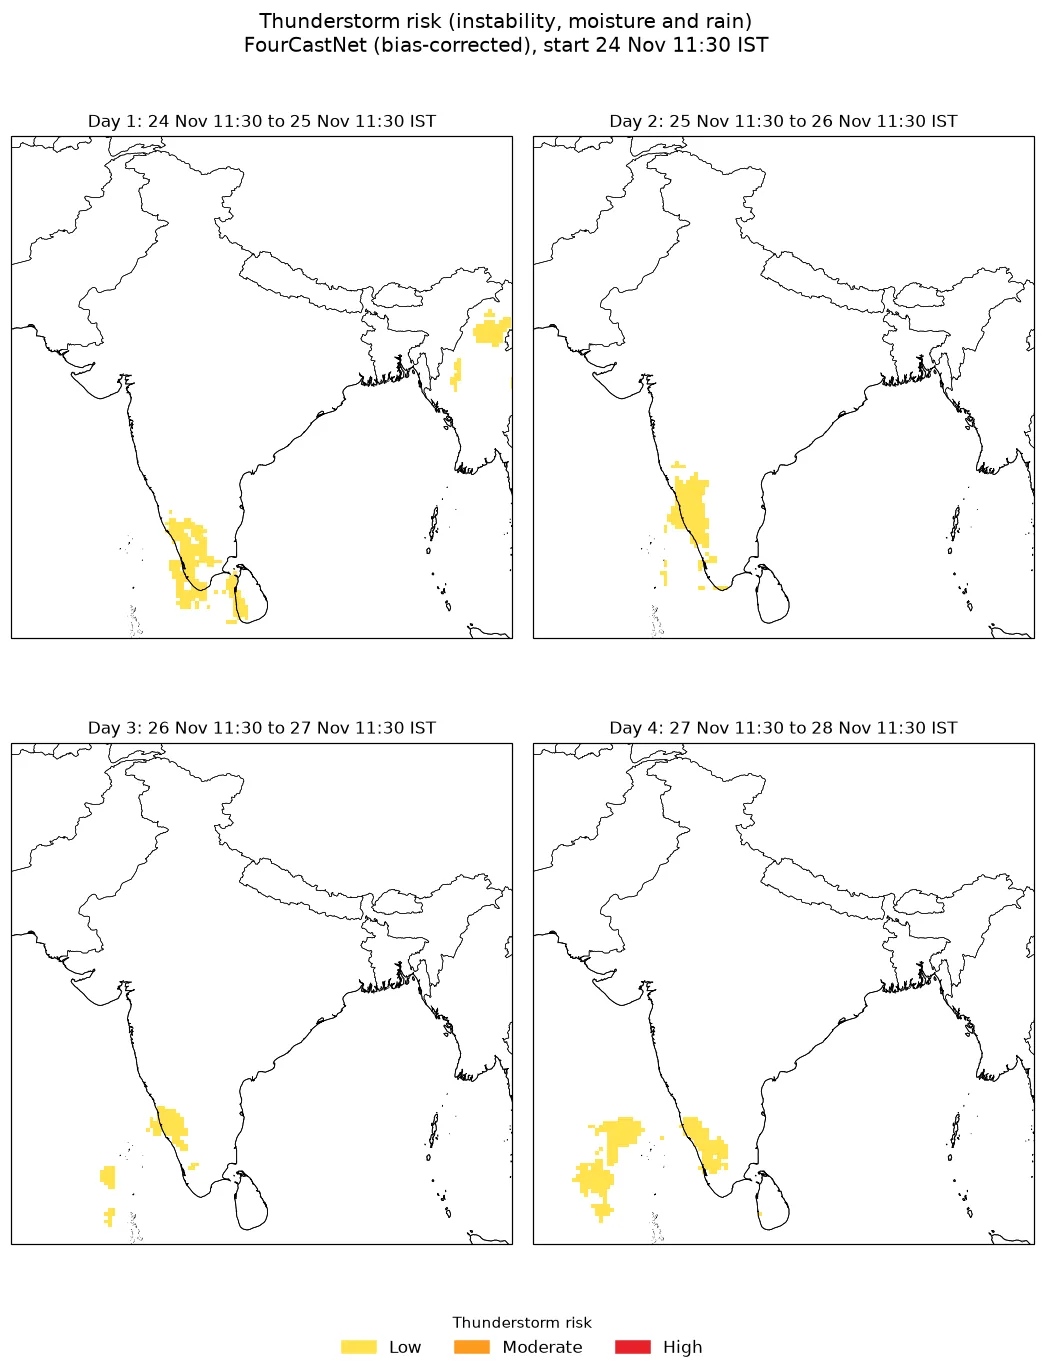 Thunderstorm risk (instability, moisture and rain)
FourCastNet (bias-corrected), start 24 Nov 11:30 IST
Day 1: 24 Nov 11:30 to 25 Nov 11:30 IST
Day 2: 25 Nov 11:30 to 26 Nov 11:30 IST
Day 3: 26 Nov 11:30 to 27 Nov 11:30 IST
Day 4: 27 Nov 11:30 to 28 Nov 11:30 IST
Thunderstorm risk
Low Moderate High